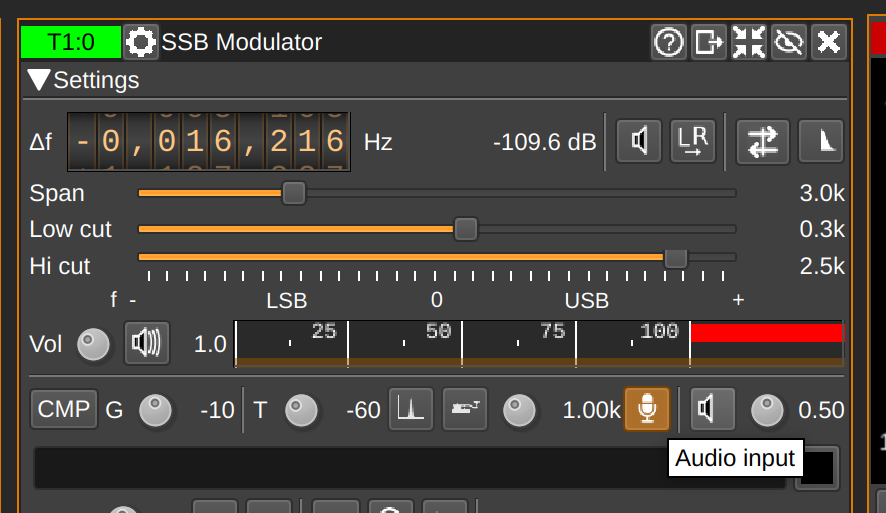 T1:0 SSB Modulator
Settings
Δf -0,016,216 Hz -109.6 dB LR
Span 3.0k
Low cut 0.3k
Hi cut 2.5k
f - LSB 0 USB +
Vol 1.0 25 50 75 100
CMP G -10 T -60 1.00k 0.50
Audio input